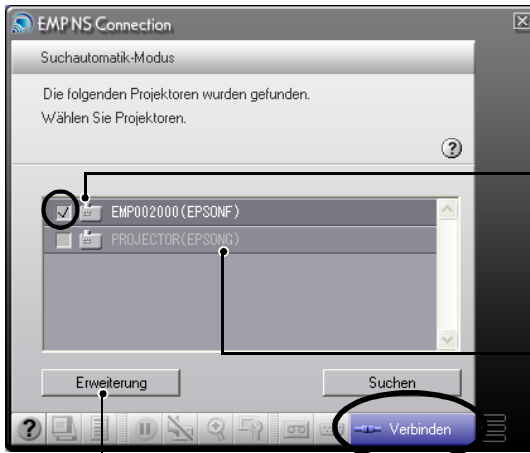 EMP NS Connection
Suchautomatik-Modus
Die folgenden Projektoren wurden gefunden.
Wählen Sie Projektoren.
?
EMP002000(EPSONF)
PROJECTOR(EPSONG)
Erweiterung
Suchen
?
Verbinden